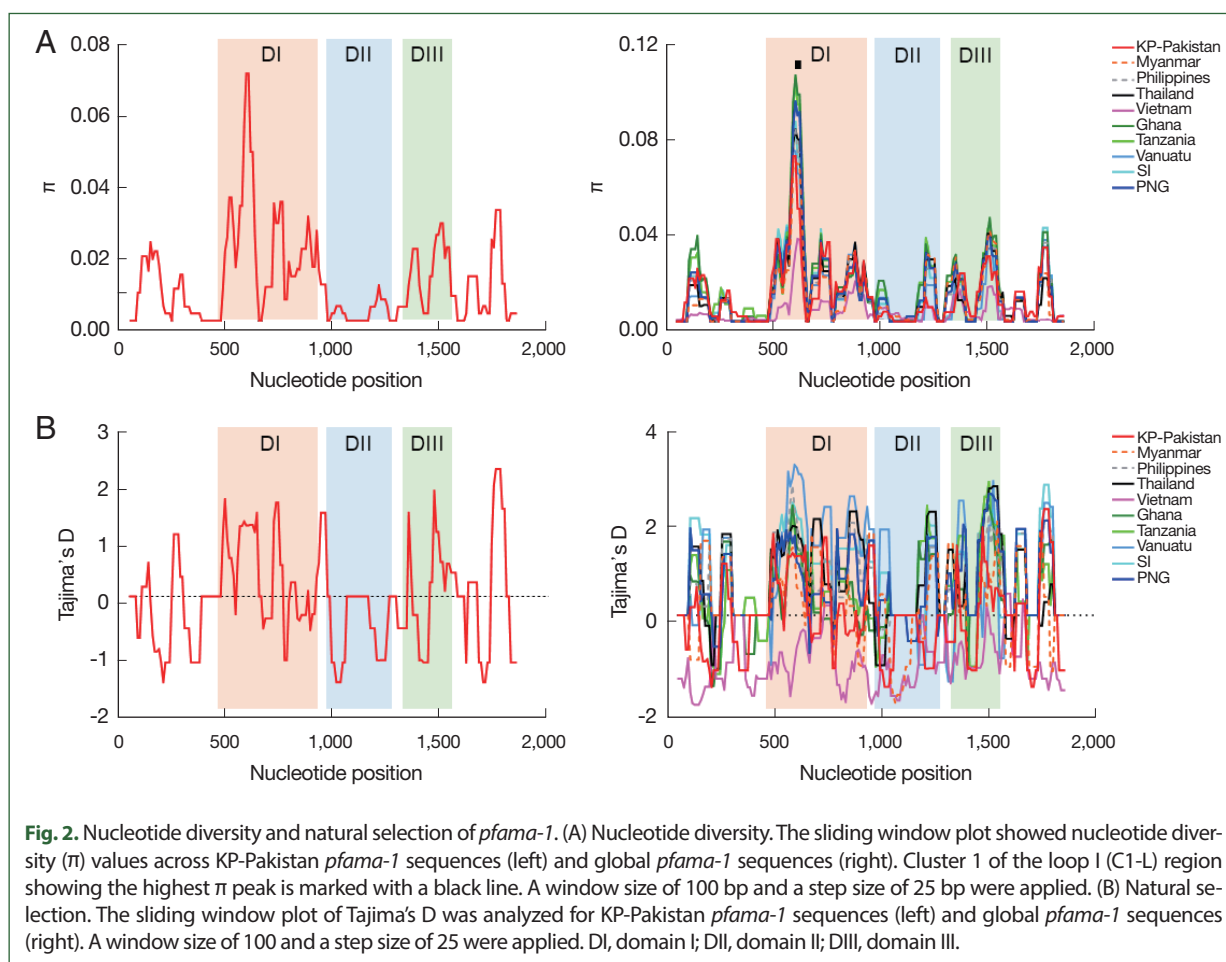 A
0.08
0.06
0.04
0.02
0.00
π
DI
DII
DIII
0
500
1,000
1,500
2,000
Nucleotide position
0.12
0.08
0.04
0.00
π
DI
DII
DIII
0
500
1,000
1,500
2,000
Nucleotide position
KP-Pakistan
Myanmar
Philippines
Thailand
Vietnam
Ghana
Tanzania
Vanuatu
SI
PNG
B
3
2
1
0
-1
-2
Tajima's D
DI
DII
DIII
0
500
1,000
1,500
2,000
Nucleotide position
4
2
0
-2
Tajima's D
DI
DII
DIII
0
500
1,000
1,500
2,000
Nucleotide position
KP-Pakistan
Myanmar
Philippines
Thailand
Vietnam
Ghana
Tanzania
Vanuatu
SI
PNG
Fig. 2. Nucleotide diversity and natural selection of pfama-1. (A) Nucleotide diversity. The sliding window plot showed nucleotide diver-
sity (π) values across KP-Pakistan pfama-1 sequences (left) and global pfama-1 sequences (right). Cluster 1 of the loop I (C1-L) region
showing the highest π peak is marked with a black line. A window size of 100 bp and a step size of 25 bp were applied. (B) Natural se-
lection. The sliding window plot of Tajima's D was analyzed for KP-Pakistan pfama-1 sequences (left) and global pfama-1 sequences
(right). A window size of 100 and a step size of 25 were applied. DI, domain I; DII, domain II; DIII, domain III.